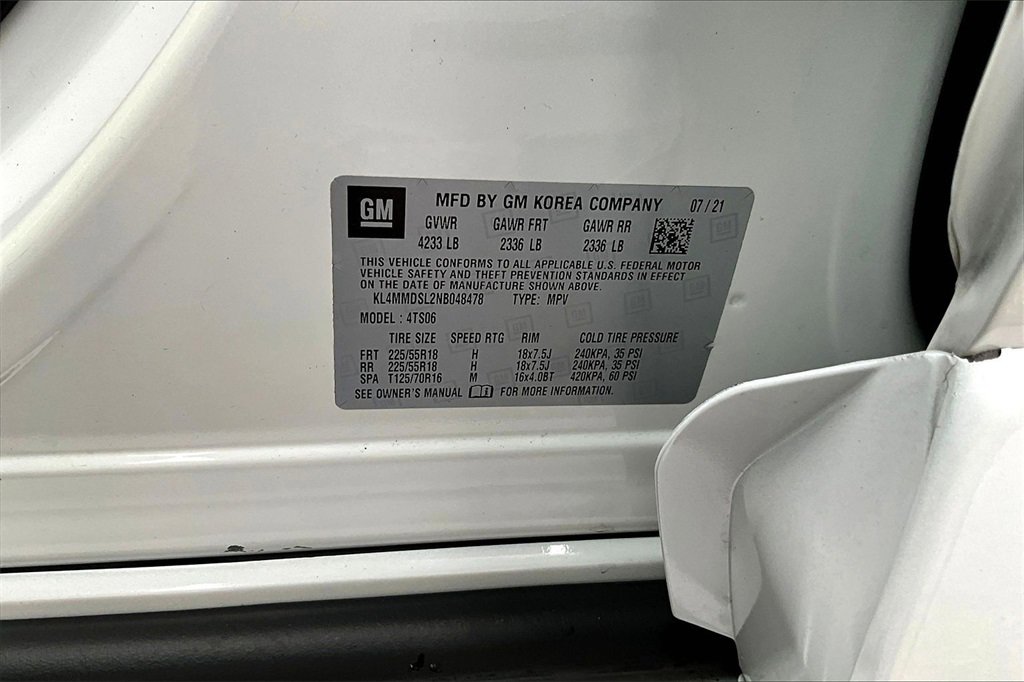 GM
MFD BY GM KOREA COMPANY 07/21
GVWR GAWR FRT GAWR RR
4233 LB 2336 LB 2336 LB
THIS VEHICLE CONFORMS TO ALL APPLICABLE U.S. FEDERAL MOTOR
VEHICLE SAFETY AND THEFT PREVENTION STANDARDS IN EFFECT
ON THE DATE OF MANUFACTURE SHOWN ABOVE.
KL4MMDSL2NB048478 TYPE: MPV
MODEL: 4TS06
TIRE SIZE SPEED RTG RIM COLD TIRE PRESSURE
FRT 225/55R18 H 18x7.5J 240KPA, 35 PSI
RR 225/55R18 H 18x7.5J 240KPA, 35 PSI
SPA T125/70R16 M 16x4.0BT 420KPA, 60 PSI
SEE OWNER'S MANUAL FOR MORE INFORMATION.